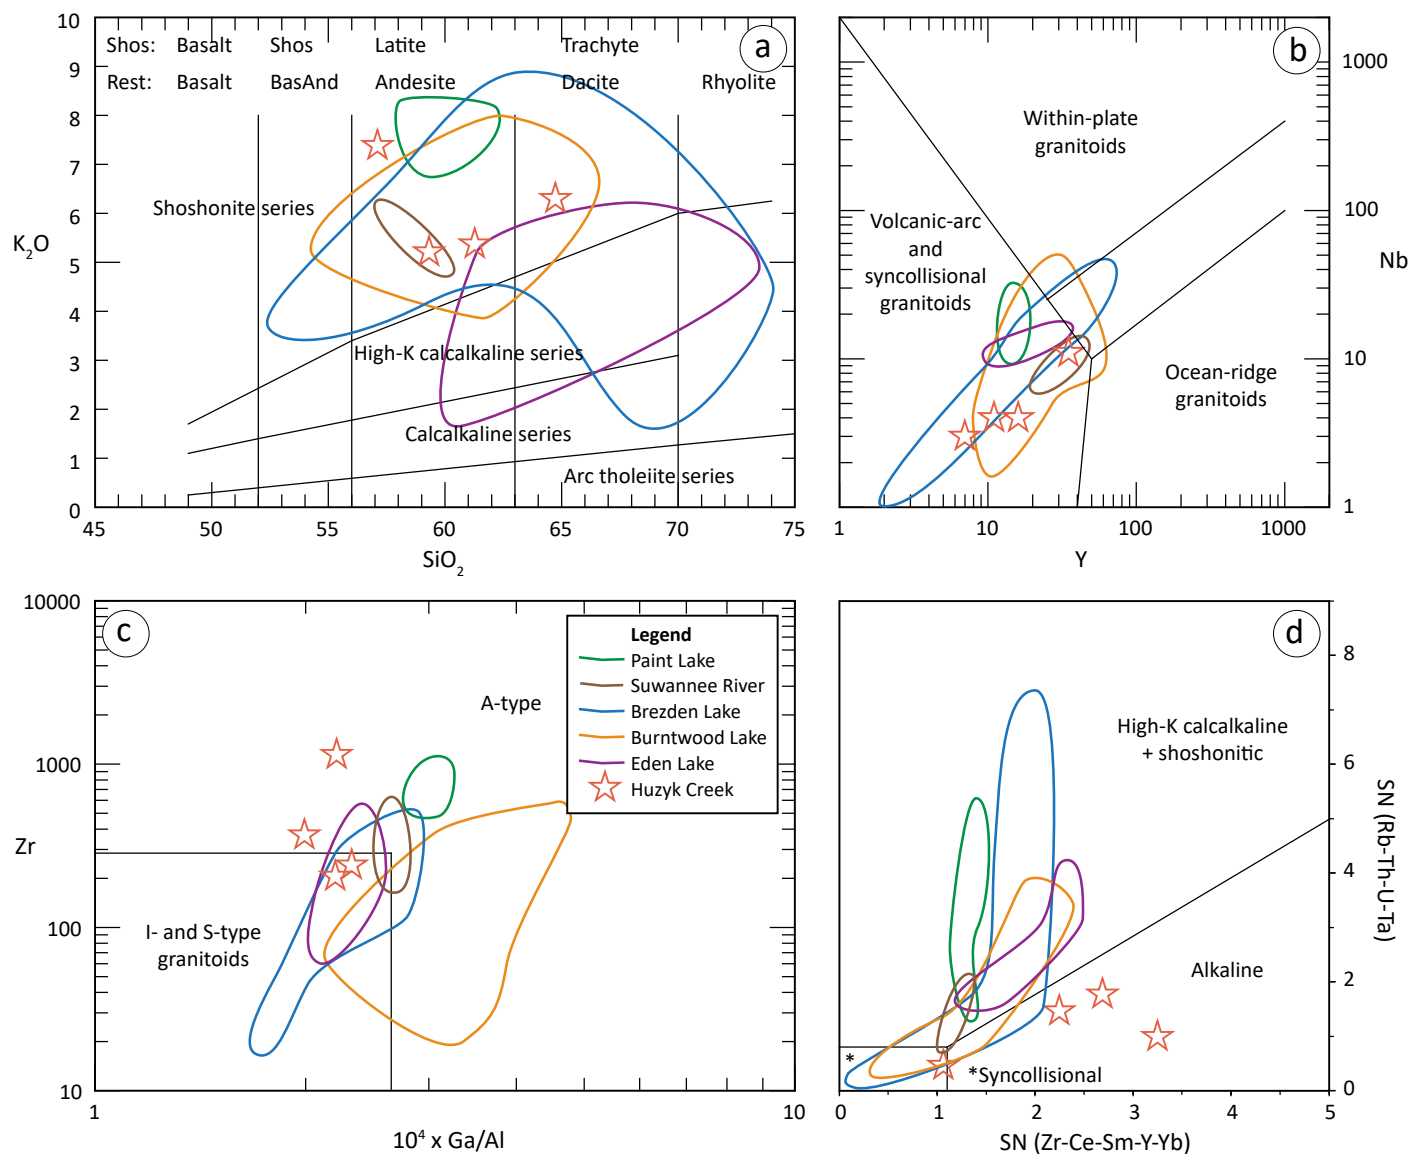 a
Shos: Basalt Shos Latite Trachyte
Rest: Basalt BasAnd Andesite Dacite Rhyolite
Shoshonite series
High-K calcalkaline series
Calcalkaline series
Arc tholeiite series
K₂O
10
9
8
7
6
5
4
3
2
1
0
45 50 55 60 65 70 75
SiO₂
b
Within-plate
granitoids
Volcanic-arc
and
syncollisional
granitoids
Ocean-ridge
granitoids
1000
100
Nb
10
1
1 10 100 1000
Y
c
10000
1000
Zr
100
10
A-type
I- and S-type
granitoids
Legend
Paint Lake
Suwannee River
Brezden Lake
Burntwood Lake
Eden Lake
Huzyk Creek
1 10
10⁴ x Ga/Al
d
High-K calcalkaline
+ shoshonitic
Alkaline
*
*Syncollisional
8
6
4
2
0
SN (Rb-Th-U-Ta)
0 1 2 3 4 5
SN (Zr-Ce-Sm-Y-Yb)